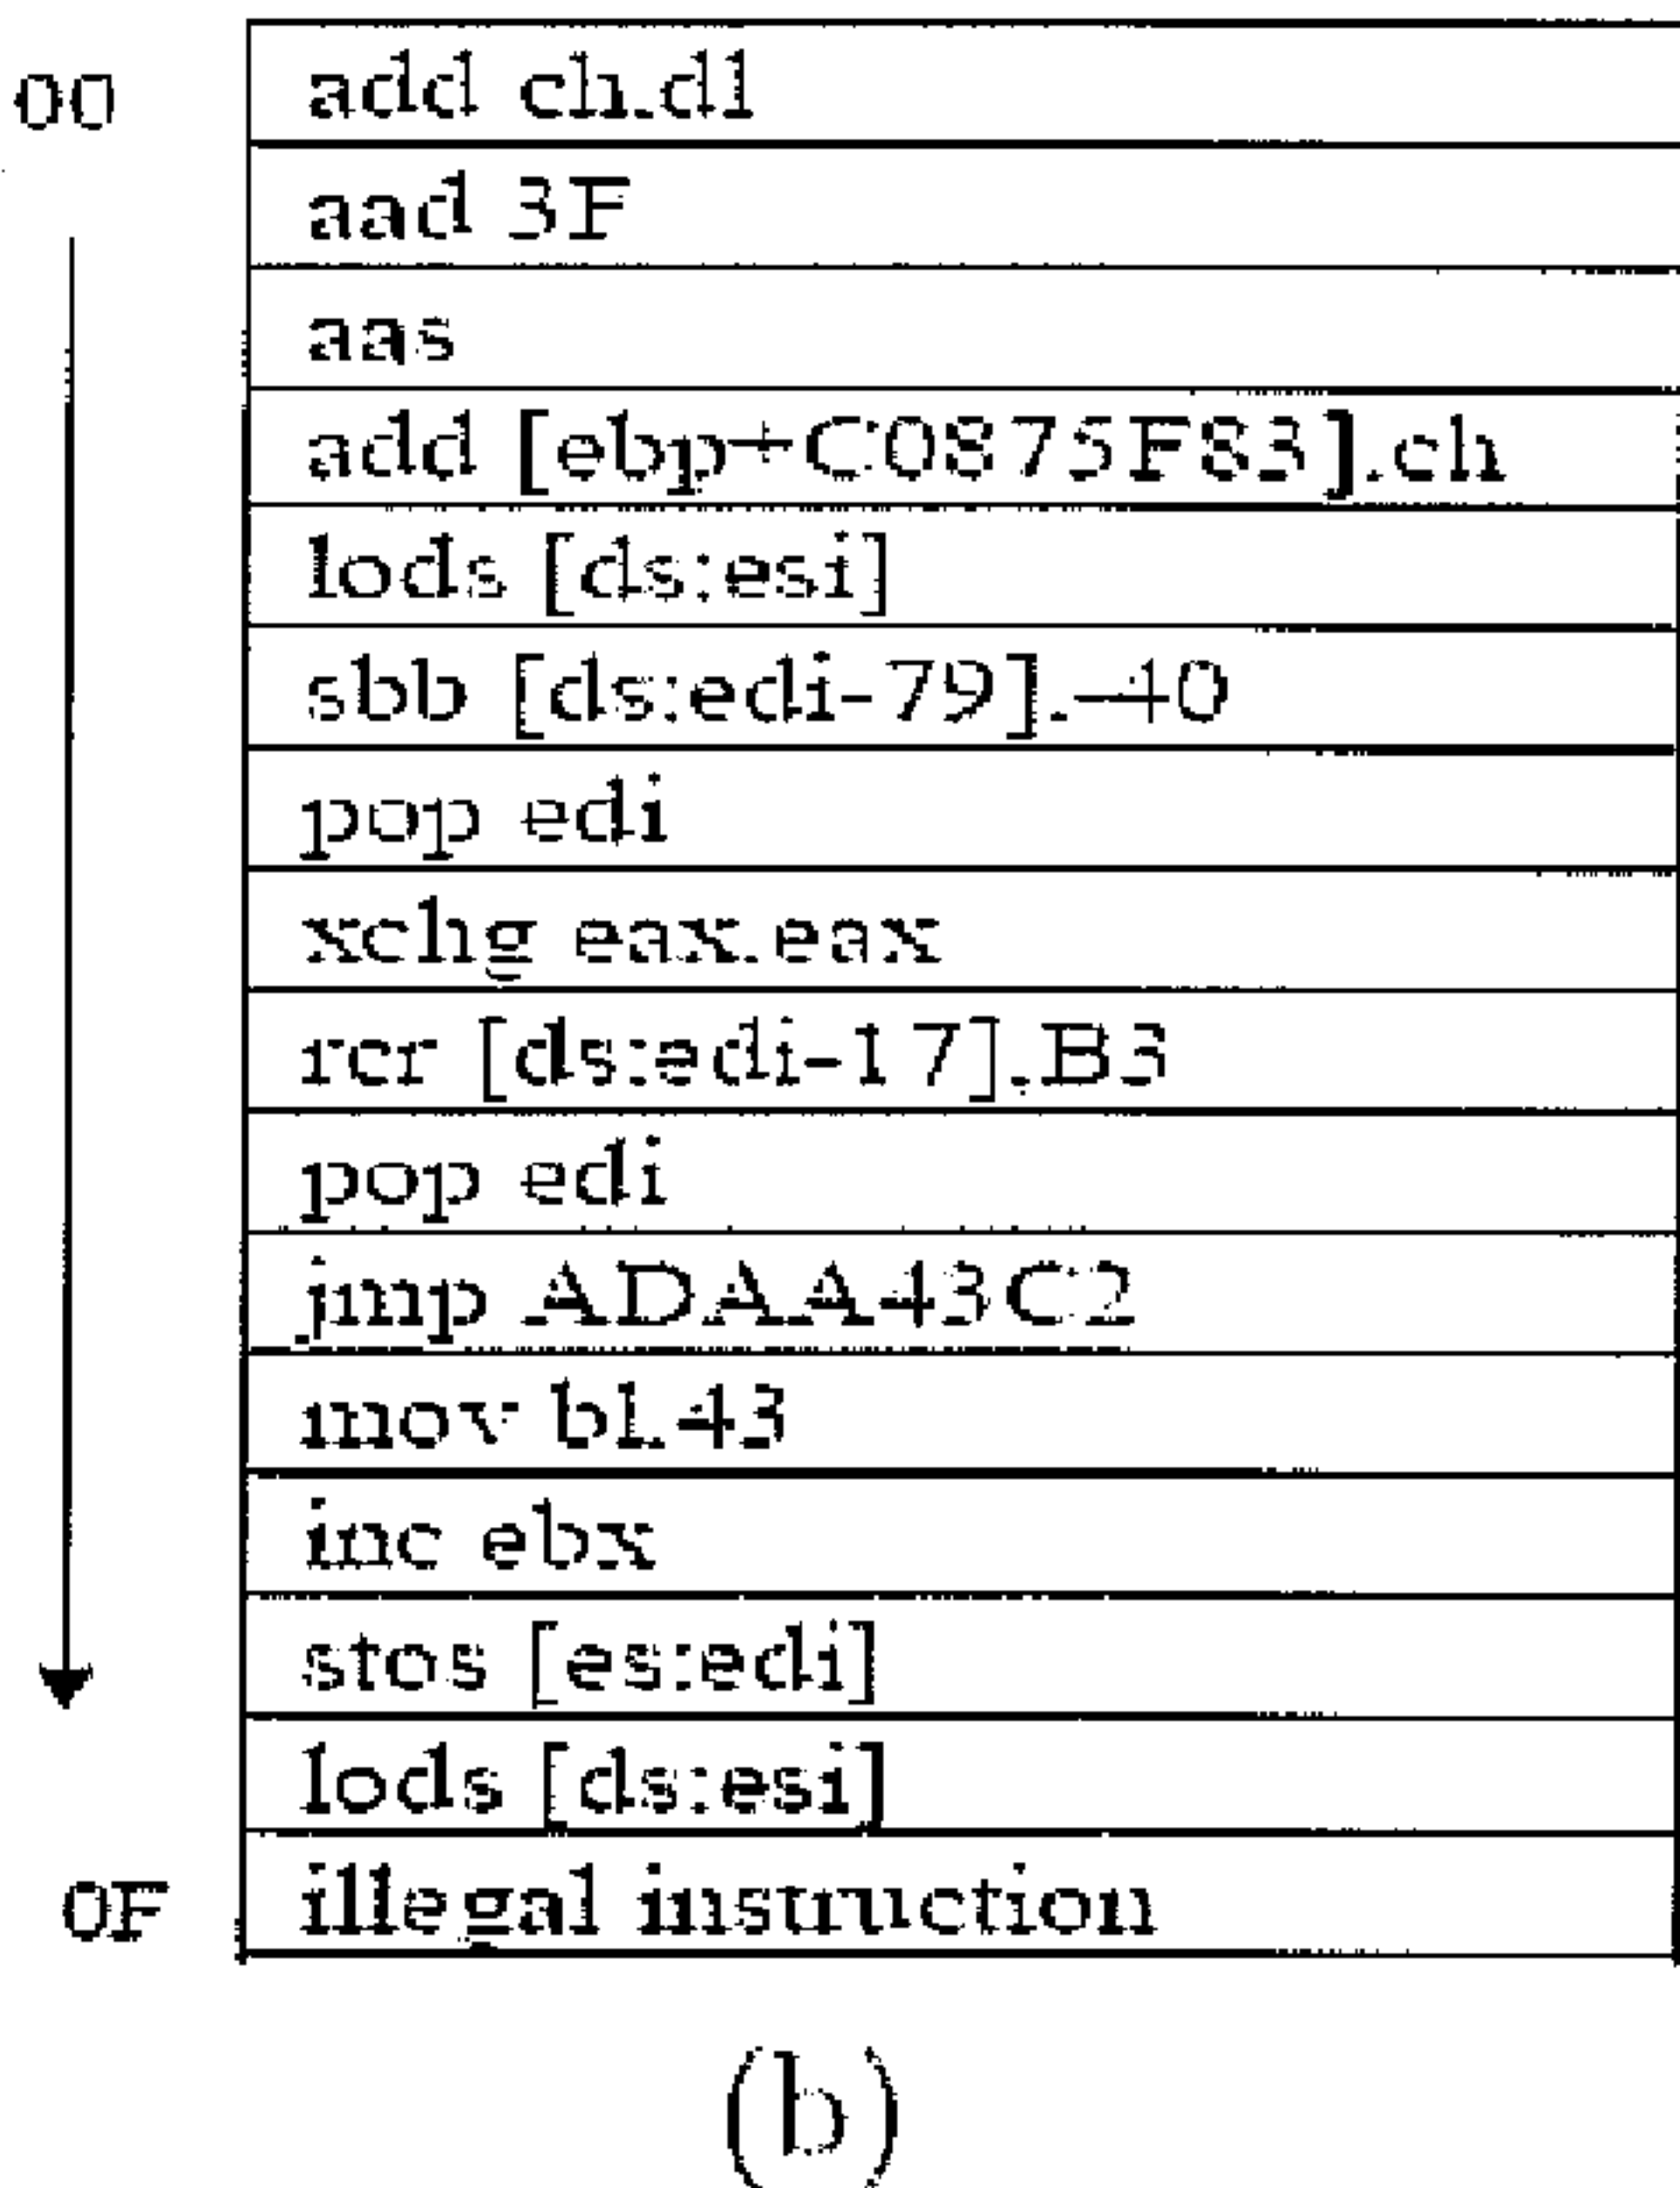 00
add ch.dl
aad 3F
aas
add [ebp+C0875F83].ch
lods [ds:esi]
sbb [ds:edi-79].-40
pop edi
xchg eax.eax
rcr [ds:edi-17].B3
pop edi
jmp ADAA43C2
mov bl.43
inc ebx
stos [es:edi]
lods [ds:esi]
0F illegal instruction
(b)